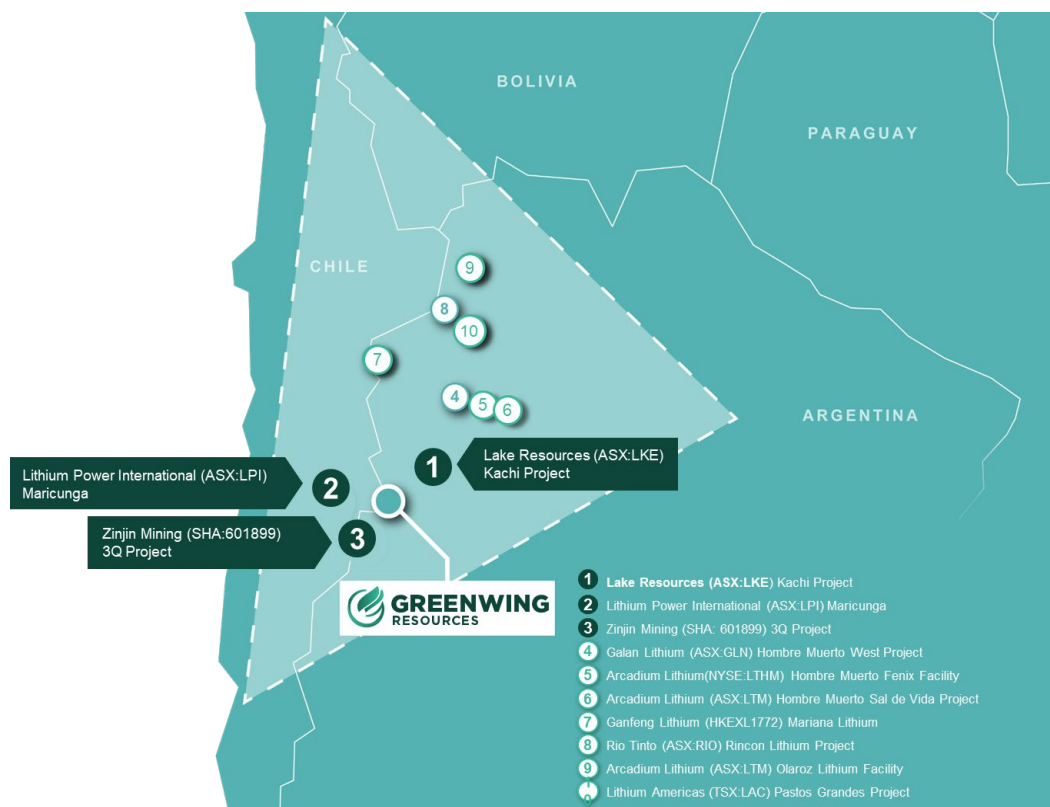 BOLIVIA
PARAGUAY
CHILE
9
8
10
7
4
5
6
ARGENTINA
1
Lake Resources (ASX:LKE)
Kachi Project
Lithium Power International (ASX:LPI)
Maricunga
2
Zinjin Mining (SHA:601899)
3Q Project
3
GREENWING
RESOURCES
1 Lake Resources (ASX:LKE) Kachi Project
2 Lithium Power International (ASX:LPI) Maricunga
3 Zinjin Mining (SHA: 601899) 3Q Project
4 Galan Lithium (ASX:GLN) Hombre Muerto West Project
5 Arcadium Lithium(NYSE:LTHM) Hombre Muerto Fenix Facility
6 Arcadium Lithium (ASX:LTM) Hombre Muerto Sal de Vida Project
7 Ganfeng Lithium (HKEXL1772) Mariana Lithium
8 Rio Tinto (ASX:RIO) Rincon Lithium Project
9 Arcadium Lithium (ASX:LTM) Olaroz Lithium Facility
10 Lithium Americas (TSX:LAC) Pastos Grandes Project